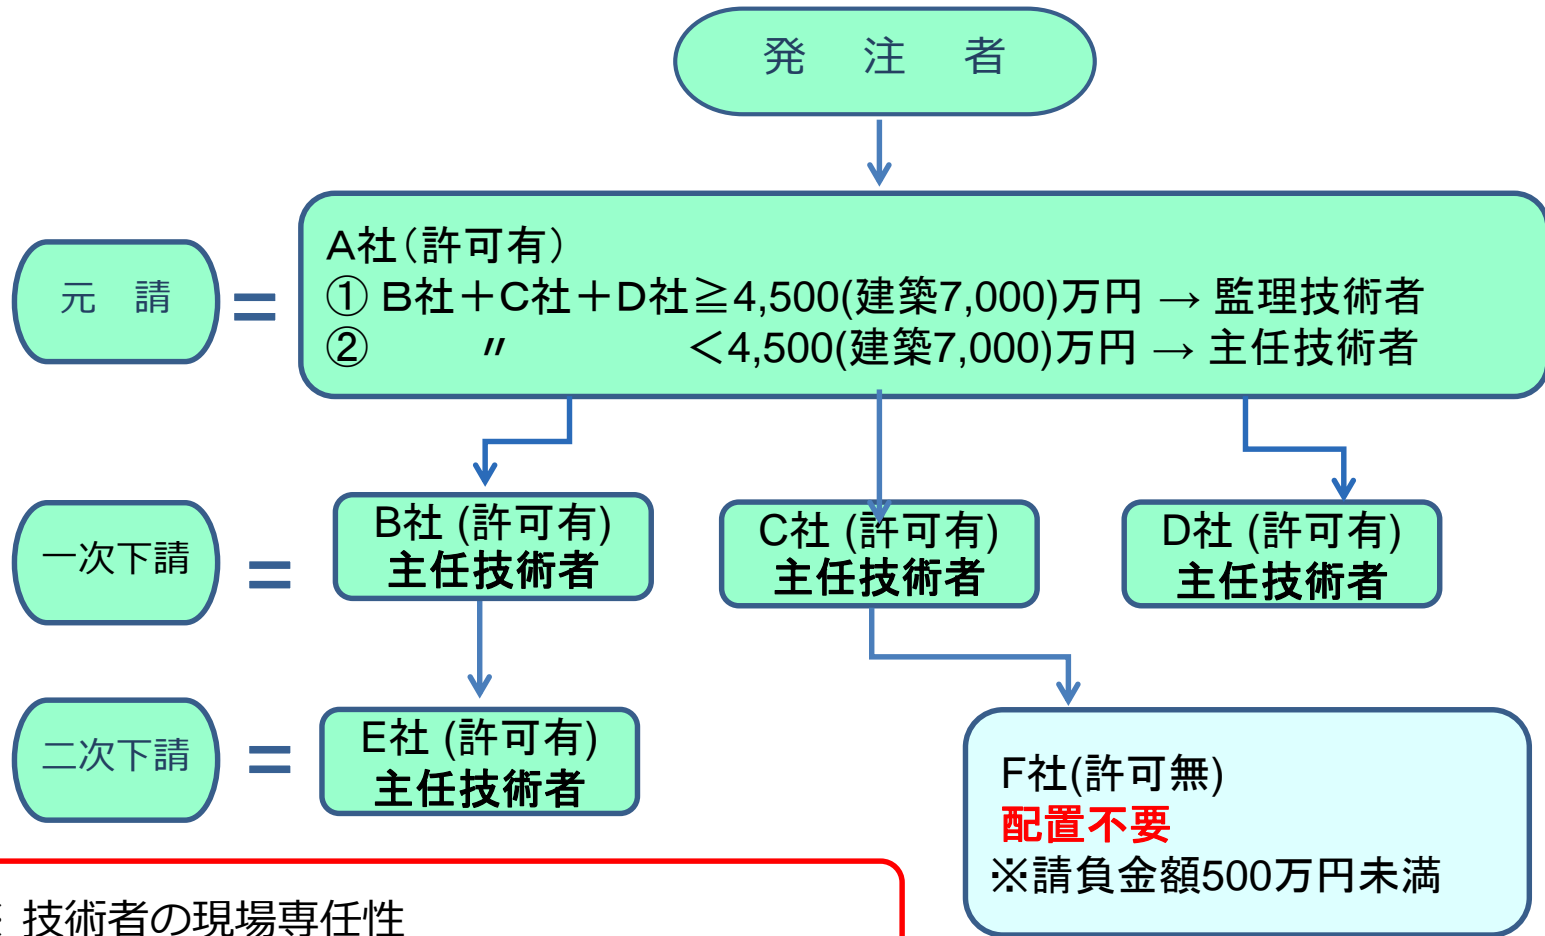 発 注 者
元 請
=
A社(許可有)
① B社+C社+D社≧4,500(建築7,000)万円 → 監理技術者
② 〃 <4,500(建築7,000)万円 → 主任技術者
一次下請
=
B社 (許可有)
主任技術者
C社 (許可有)
主任技術者
D社 (許可有)
主任技術者
二次下請
=
E社 (許可有)
主任技術者
F社(許可無)
配置不要
※請負金額500万円未満
技術者の現場専任性